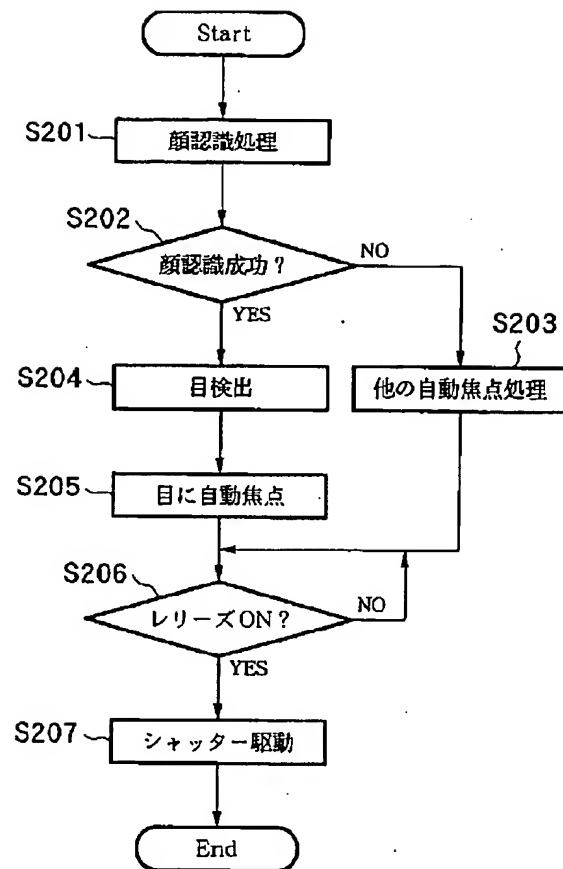 Start
S201
顔認識処理
S202
顔認識成功？
NO
YES
S203
S204
目検出
他の自動焦点処理
S205
目に自動焦点
S206
レリーズON？
NO
YES
S207
シャッター駆動
End